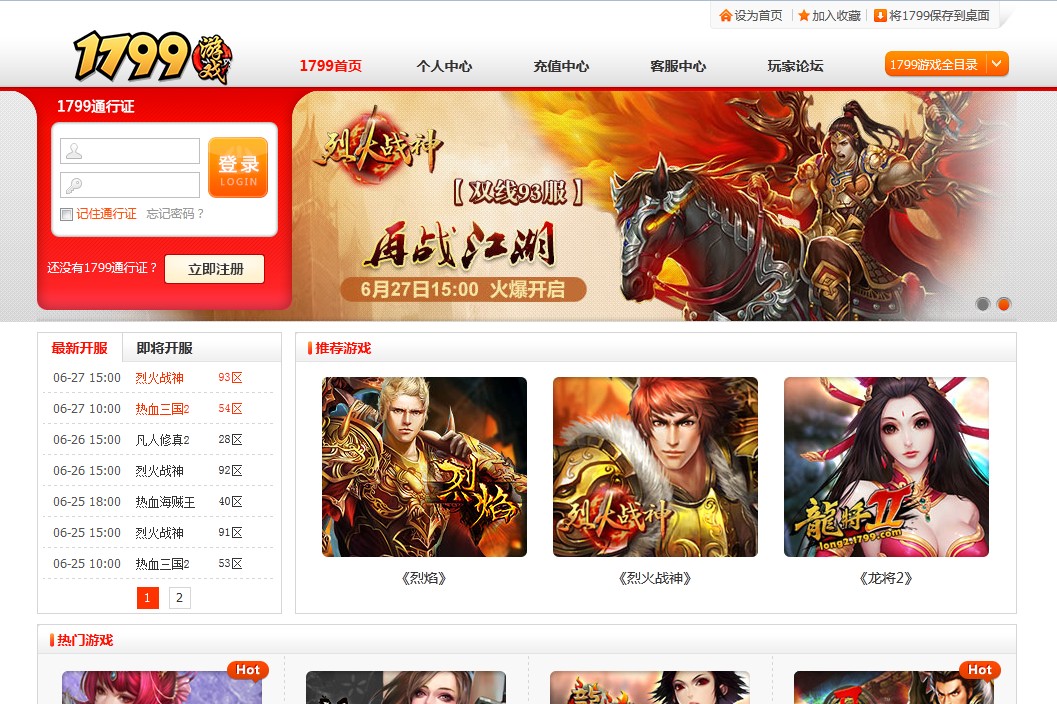 设为首页 加入收藏 将1799保存到桌面
1799游戏
1799首页 个人中心 充值中心 客服中心 玩家论坛 1799游戏全目录
1799通行证
登录
LOGIN
记住通行证 忘记密码？
还没有1799通行证？ 立即注册
烈火战神
【双线93服】
再战江湖
6月27日15:00 火爆开启
最新开服 即将开服
06-27 15:00 烈火战神 93区
06-27 10:00 热血三国2 54区
06-26 15:00 凡人修真2 28区
06-26 15:00 烈火战神 92区
06-25 18:00 热血海贼王 40区
06-25 15:00 烈火战神 91区
06-25 10:00 热血三国2 53区
1 2
推荐游戏
烈焰
烈火战神
龍将II
long2.1799.com
《烈焰》 《烈火战神》 《龙将2》
热门游戏
Hot Hot